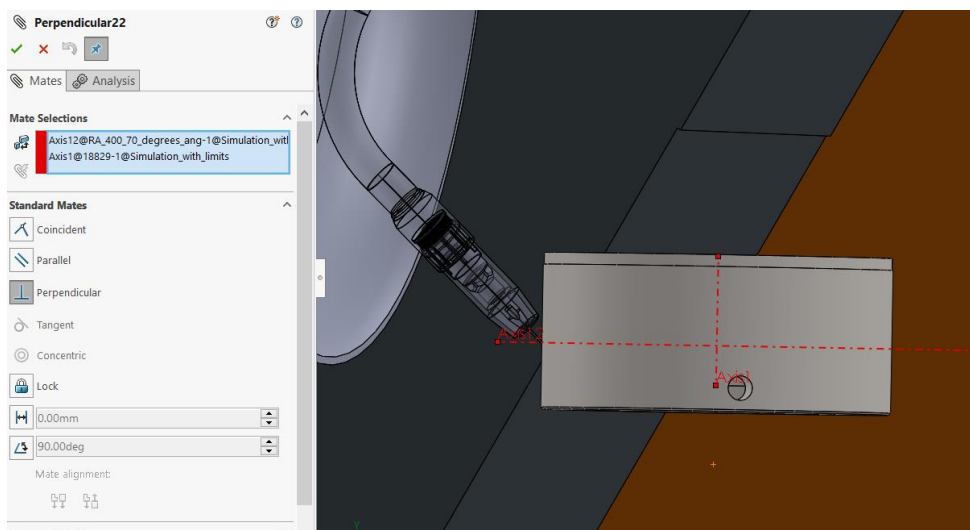 Perpendicular22
Mates
Analysis
Mate Selections
Axis12@RA_400_70_degrees_ang-1@Simulation_witl
Axis1@18829-1@Simulation_with_limits
Standard Mates
Coincident
Parallel
Perpendicular
Tangent
Concentric
Lock
0.00mm
90.00deg
Mate alignment:
Axis12
Axis1
Y